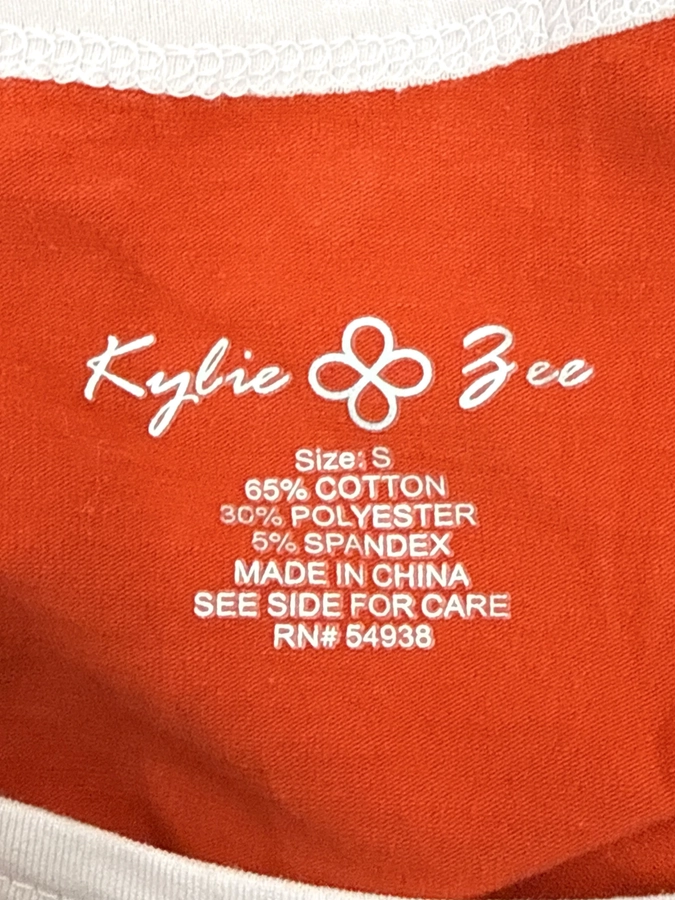 Kylie Zee
Size: S
65% COTTON
30% POLYESTER
5% SPANDEX
MADE IN CHINA
SEE SIDE FOR CARE
RN# 54938